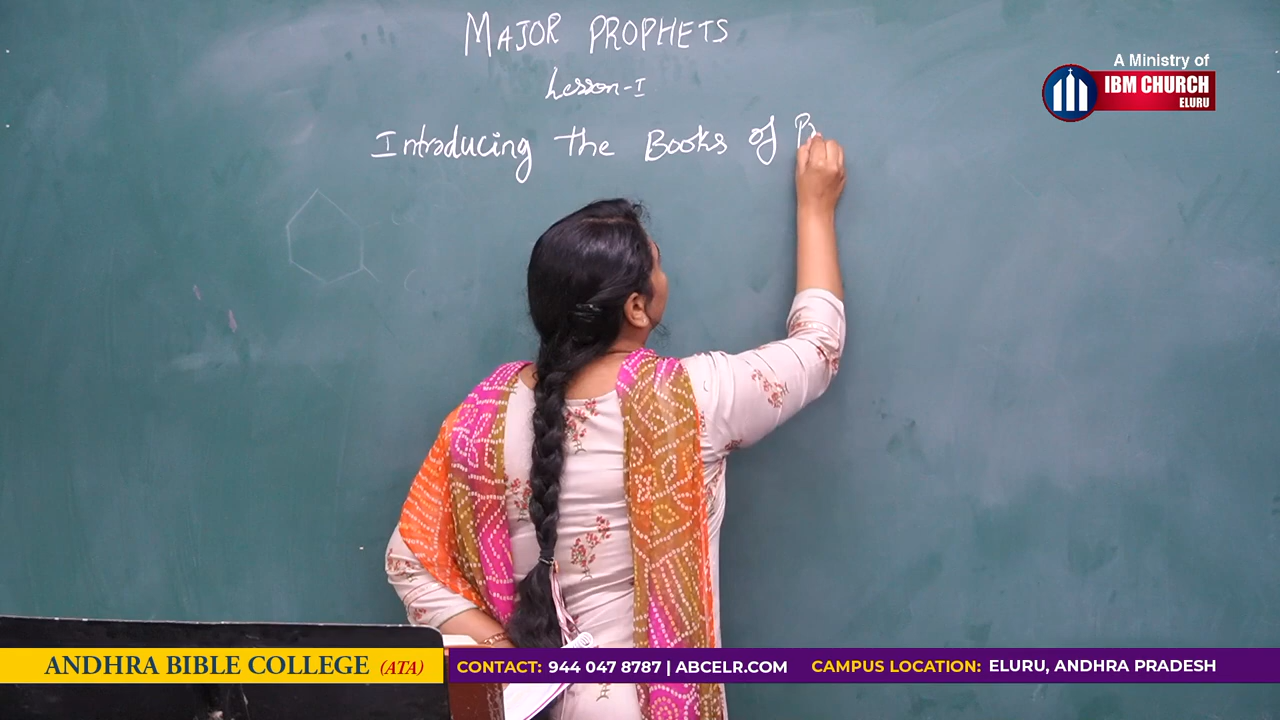 MAJOR PROPHETS
Lesson-I
Introducing the Books of
A Ministry of
IBM CHURCH
ELURU
ANDHRA BIBLE COLLEGE (ATA)
CONTACT: 944 047 8787 | ABCELR.COM
CAMPUS LOCATION: ELURU, ANDHRA PRADESH